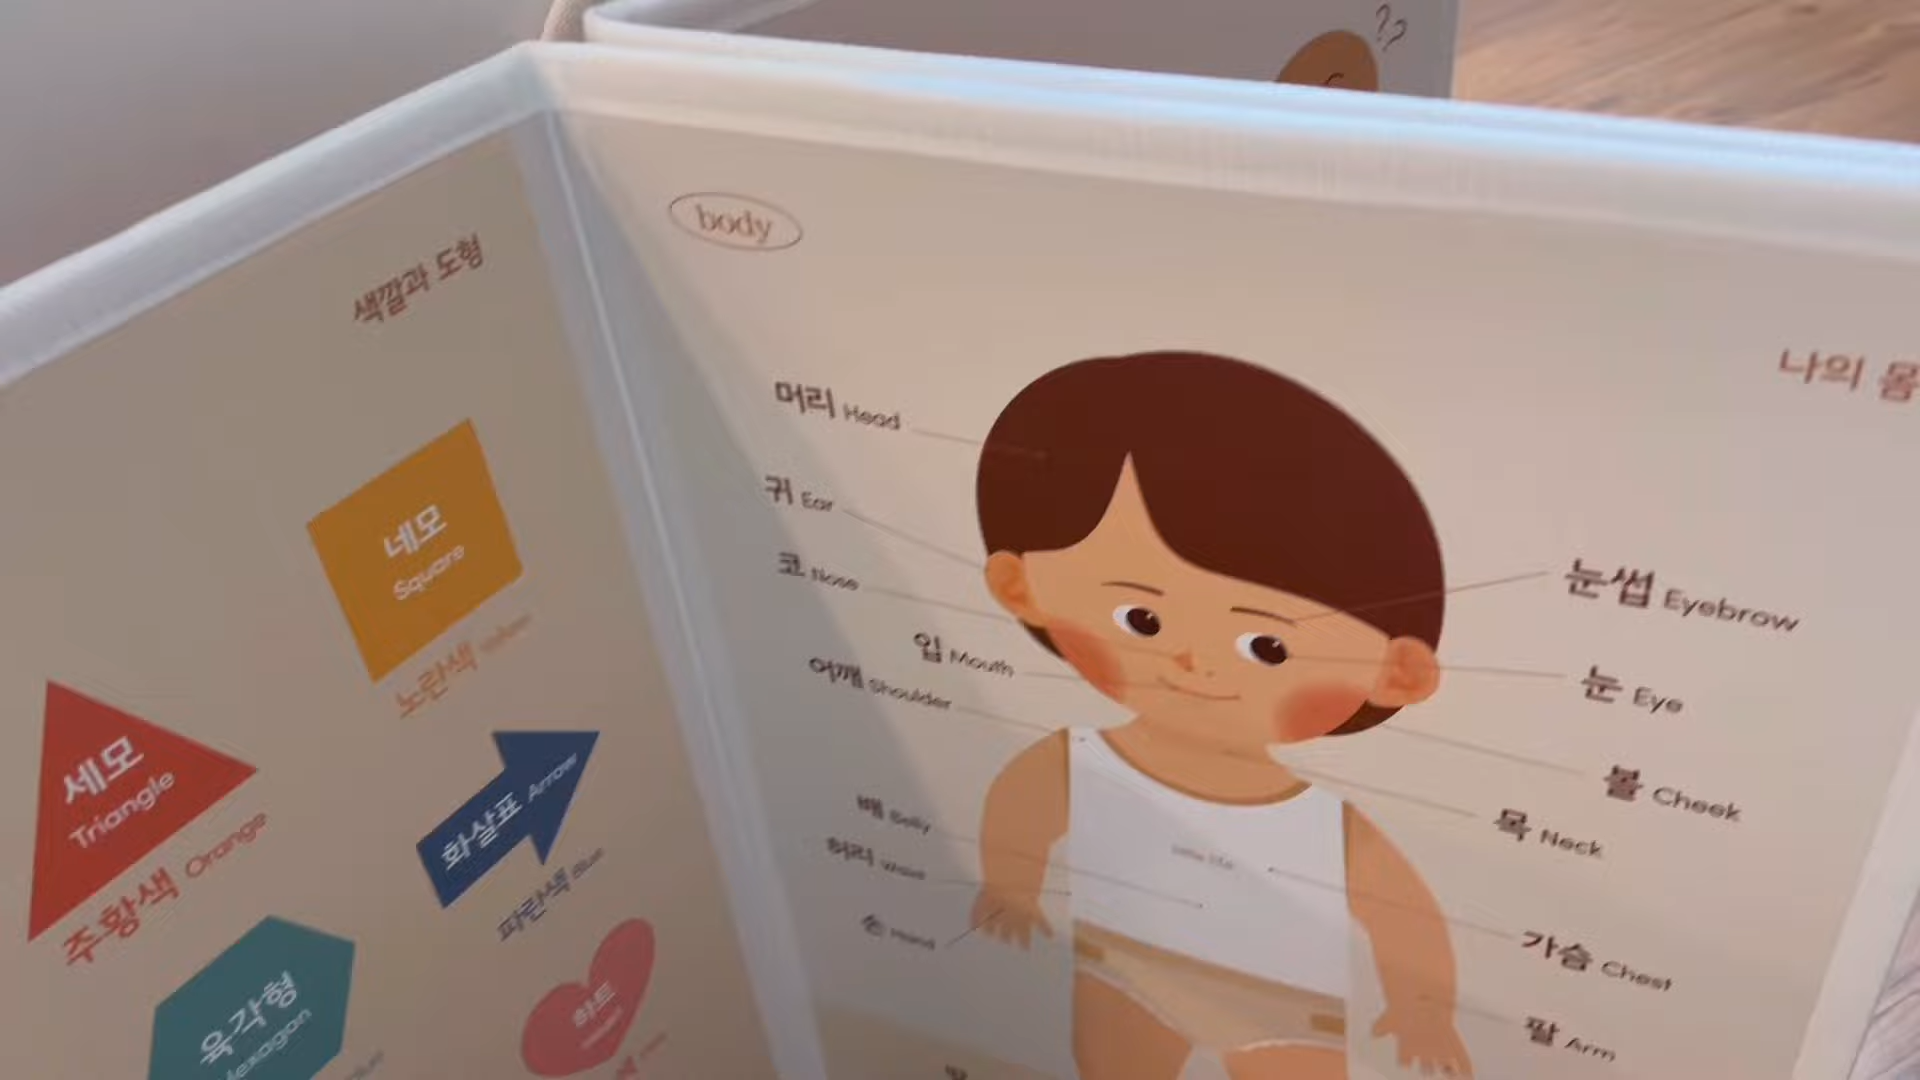 색깔과 도형
네모
Square
노란색
세모
Triangle
주황색 Orange
화살표 Arrow
파란색 Blue
육각형
Hexagon
하트
body
나의 몸
머리 Head
귀 Ear
코 Nose
입 Mouth
어깨 Shoulder
배 Belly
허리 Waist
손 Hand
눈썹 Eyebrow
눈 Eye
볼 Cheek
목 Neck
가슴 Chest
팔 Arm
??